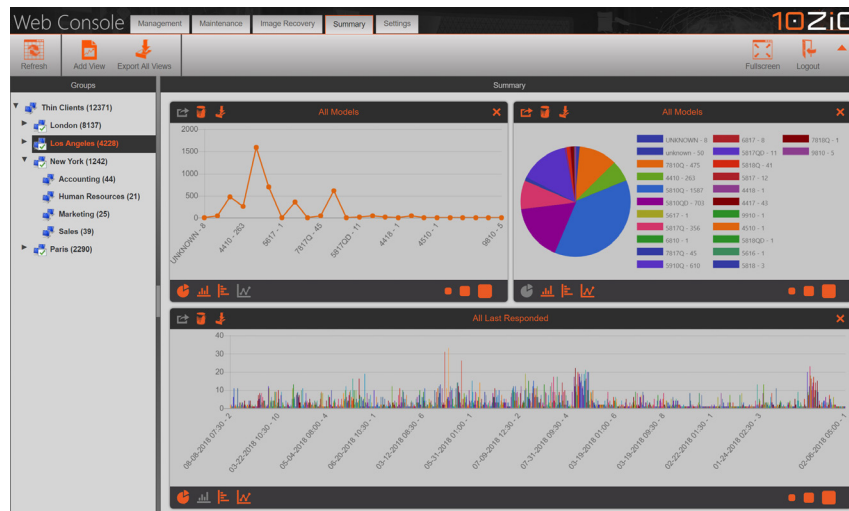 Web Console
Management
Maintenance
Image Recovery
Summary
Settings
10ZiG
Refresh
Add View
Export All Views
Fullscreen
Logout
Groups
Summary
Thin Clients (12371)
London (8137)
Los Angeles (4228)
New York (1242)
Accounting (44)
Human Resources (21)
Marketing (25)
Sales (39)
Paris (2290)
All Models
2000
1500
1000
500
0
UNKNOWN - 8
4410 - 263
5617 - 1
7817Q - 45
5817QD - 11
4418 - 1
4510 - 1
9810 - 5
All Models
UNKNOWN - 8
unknown - 50
7810Q - 475
4410 - 263
5810Q - 1587
5810QD - 703
5617 - 1
5817Q - 356
6810 - 1
7817Q - 45
5910Q - 610
6817 - 8
5817QD - 11
5818Q - 41
5817 - 12
4418 - 1
4417 - 43
9910 - 1
4510 - 1
5818QD - 1
5616 - 1
5818 - 3
7818Q - 1
9810 - 5
All Last Responded
40
30
20
10
0
08-08-2018 07:30 - 2
03-22-2018 10:30 - 10
05-04-2018 08:00 - 4
06-20-2018 10:30 - 1
03-12-2018 08:30 - 6
05-31-2018 01:00 - 1
07-09-2018 12:30 - 2
07-31-2018 09:30 - 4
03-19-2018 01:00 - 6
03-19-2018 09:30 - 8
02-22-2018 01:30 - 1
01-24-2018 02:30 - 3
02-06-2018 05:00 - 1